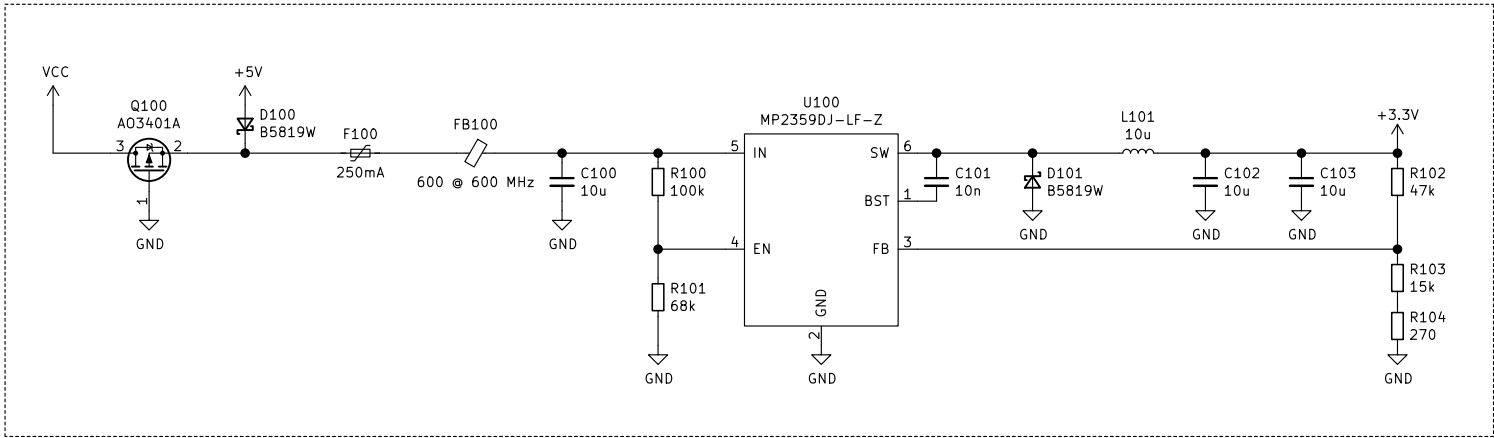 VCC
Q100
AO3401A
3
2
1
GND
+5V
D100
B5819W
F100
250mA
FB100
600 @ 600 MHz
C100
10u
GND
R100
100k
R101
68k
GND
U100
MP2359DJ-LF-Z
5
IN
4
EN
SW
6
BST
1
FB
3
GND
2
GND
C101
10n
D101
B5819W
GND
L101
10u
C102
10u
GND
C103
10u
GND
+3.3V
R102
47k
R103
15k
R104
270
GND